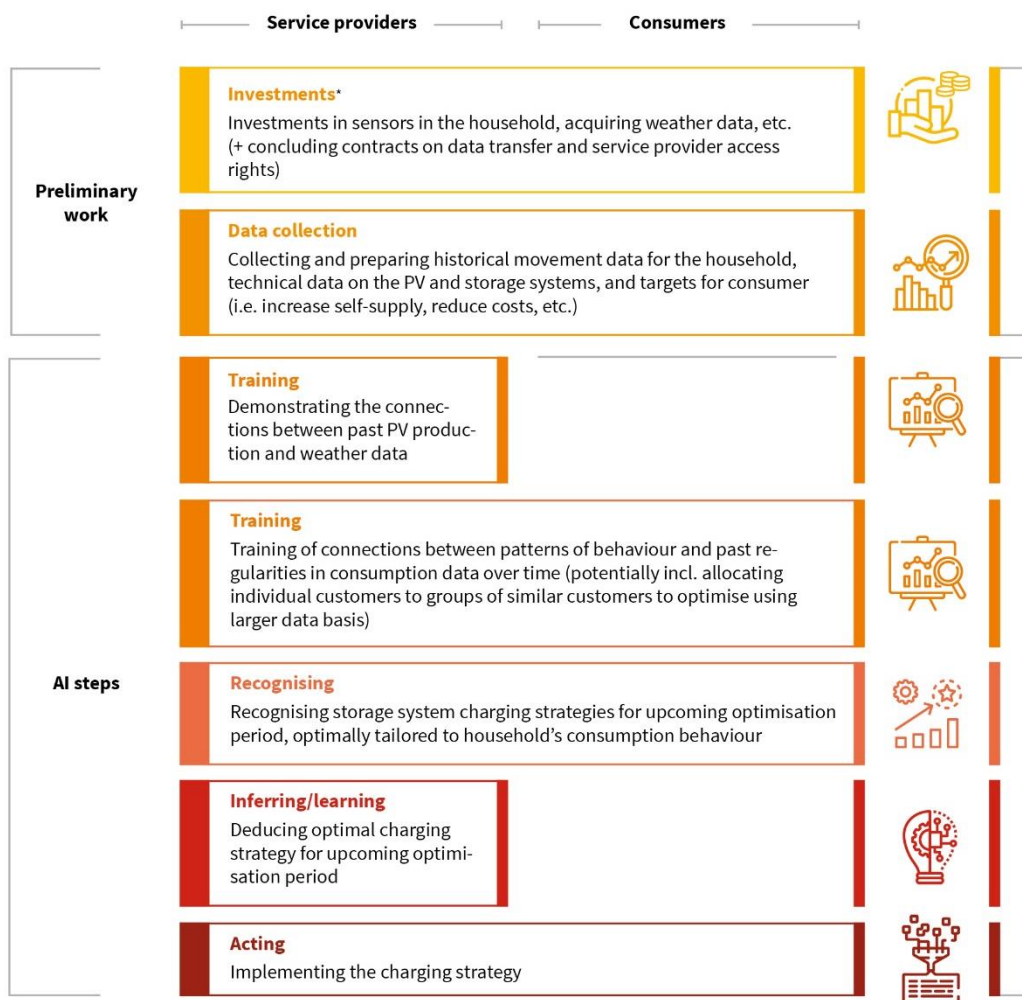 Service providers
Consumers
Preliminary
work
Investments*
Investments in sensors in the household, acquiring weather data, etc.
(+ concluding contracts on data transfer and service provider access
rights)
Data collection
Collecting and preparing historical movement data for the household,
technical data on the PV and storage systems, and targets for consumer
(i.e. increase self-supply, reduce costs, etc.)
AI steps
Training
Demonstrating the connec-
tions between past PV produc-
tion and weather data
Training
Training of connections between patterns of behaviour and past re-
gularities in consumption data over time (potentially incl. allocating
individual customers to groups of similar customers to optimise using
larger data basis)
Recognising
Recognising storage system charging strategies for upcoming optimisation
period, optimally tailored to household’s consumption behaviour
Inferring/learning
Deducing optimal charging
strategy for upcoming optimi-
sation period
Acting
Implementing the charging strategy